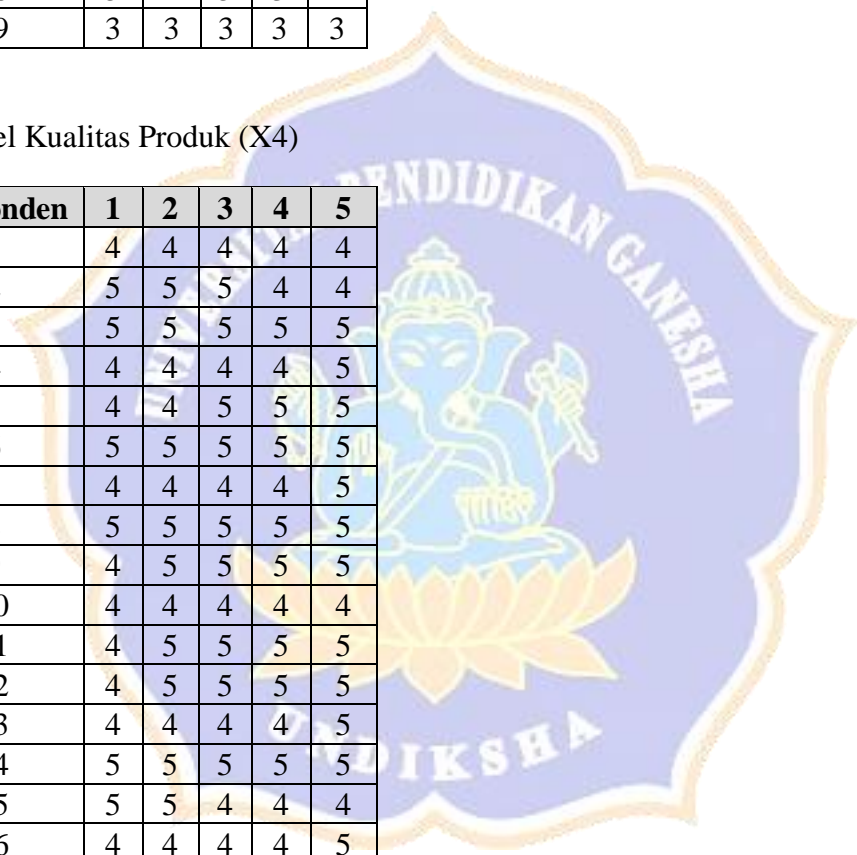 9 3 3 3 3 3
el Kualitas Produk (X4)
nden 1 2 3 4 5
4 4 4 4 4
5 5 5 4 4
5 5 5 5 5
4 4 4 4 5
4 4 5 5 5
5 5 5 5 5
4 4 4 4 5
5 5 5 5 5
4 5 5 5 5
0 4 4 4 4 4
1 4 5 5 5 5
2 4 5 5 5 5
3 4 4 4 4 5
4 5 5 5 5 5
5 5 5 4 4 4
6 4 4 4 4 5
UNIVERSITAS PENDIDIKAN GANESHA
UNDIKSHA